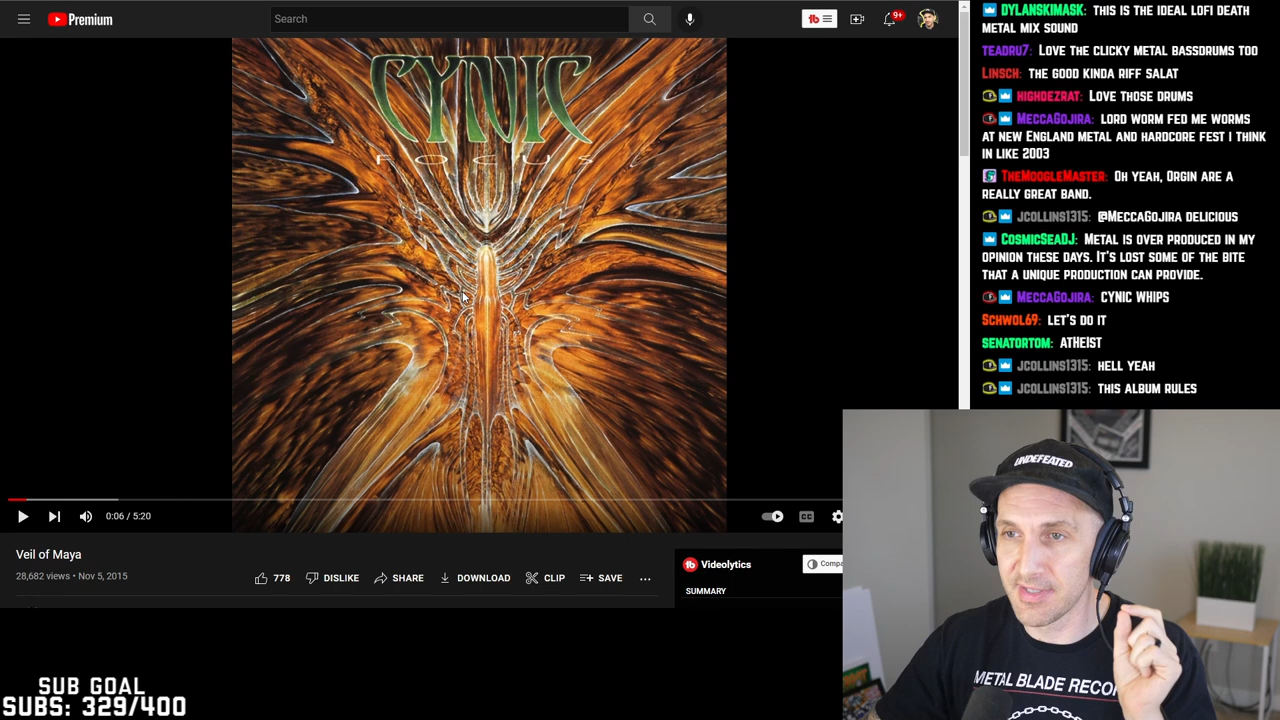 Premium
Search
9+
CYNIC
FOCUS
0:06 / 5:20
CC
Veil of Maya
28,682 views • Nov 5, 2015
778
DISLIKE
SHARE
DOWNLOAD
CLIP
SAVE
tb
Videolytics
Compa
SUMMARY
SUB GOAL
SUBS: 329/400
DYLANSKIMASK: THIS IS THE IDEAL LOFI DEATH
METAL MIX SOUND
TEADRU7: LOVE THE CLICKY METAL BASSDRUMS TOO
LINSCH: THE GOOD KINDA RIFF SALAT
HIGHDEZRAT: LOVE THOSE DRUMS
MECCAGOJIRA: LORD WORM FED ME WORMS
AT NEW ENGLAND METAL AND HARDCORE FEST I THINK
IN LIKE 2003
THEMOOGLEMASTER: OH YEAH, ORGIN ARE A
REALLY GREAT BAND.
JCOLLINS1315: @MECCAGOJIRA DELICIOUS
COSMICSEADJ: METAL IS OVER PRODUCED IN MY
OPINION THESE DAYS. IT'S LOST SOME OF THE BITE
THAT A UNIQUE PRODUCTION CAN PROVIDE.
MECCAGOJIRA: CYNIC WHIPS
SCHWOL69: LET'S DO IT
SENATORTOM: ATHEIST
JCOLLINS1315: HELL YEAH
JCOLLINS1315: THIS ALBUM RULES
UNDEFEATED
METAL BLADE RECO